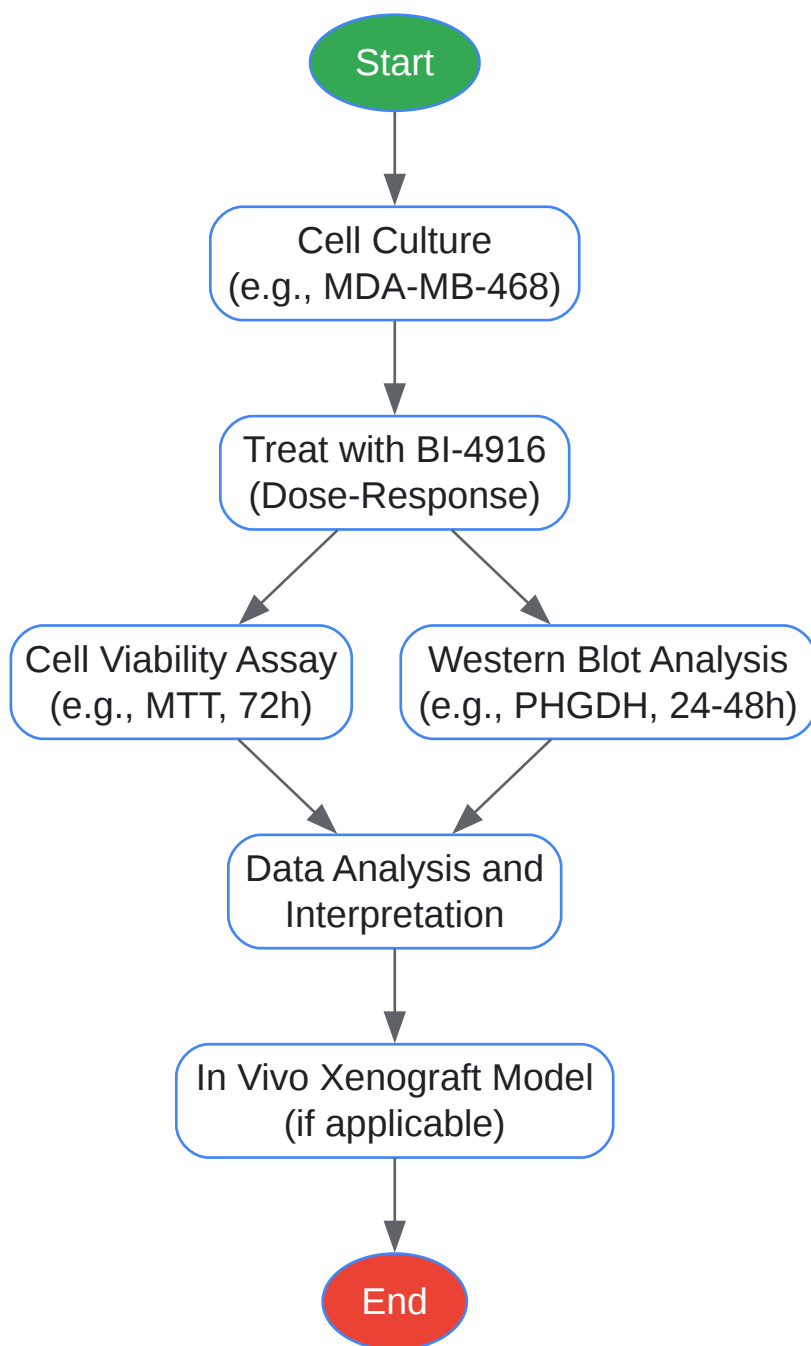 Start
Cell Culture
(e.g., MDA-MB-468)
Treat with BI-4916
(Dose-Response)
Cell Viability Assay
(e.g., MTT, 72h)
Western Blot Analysis
(e.g., PHGDH, 24-48h)
Data Analysis and
Interpretation
In Vivo Xenograft Model
(if applicable)
End